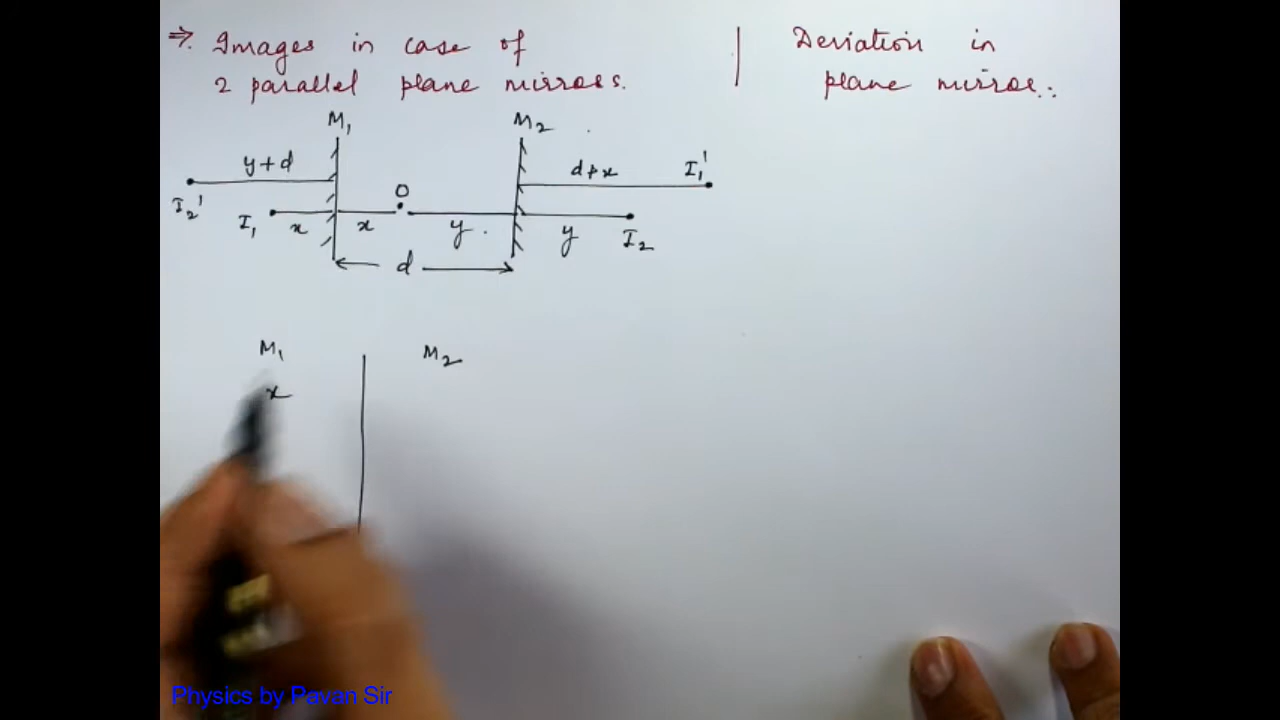 ⇒. Images in case of
2 parallel plane mirrors.
Deviation in
plane mirror.:
M₁
M₂
y + d
d + x
I₁'
I₂'
O
I₁
x
x
y
y
I₂
d
M₁
M₂
x
Physics by Pavan Sir